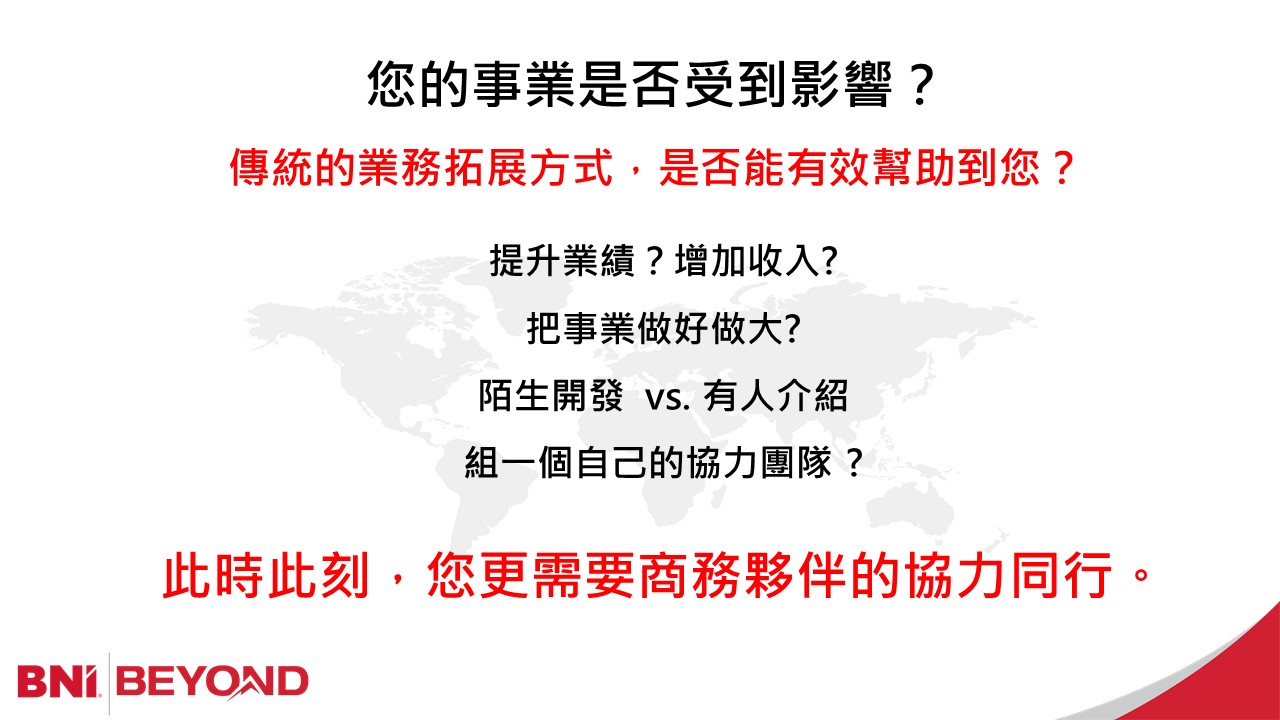 您的事業是否受到影響？
傳統的業務拓展方式，是否能有效幫助到您？
提升業績？增加收入?
把事業做好做大?
陌生開發 vs. 有人介紹
組一個自己的協力團隊？
此時此刻，您更需要商務夥伴的協力同行。
BNI® BEYOND